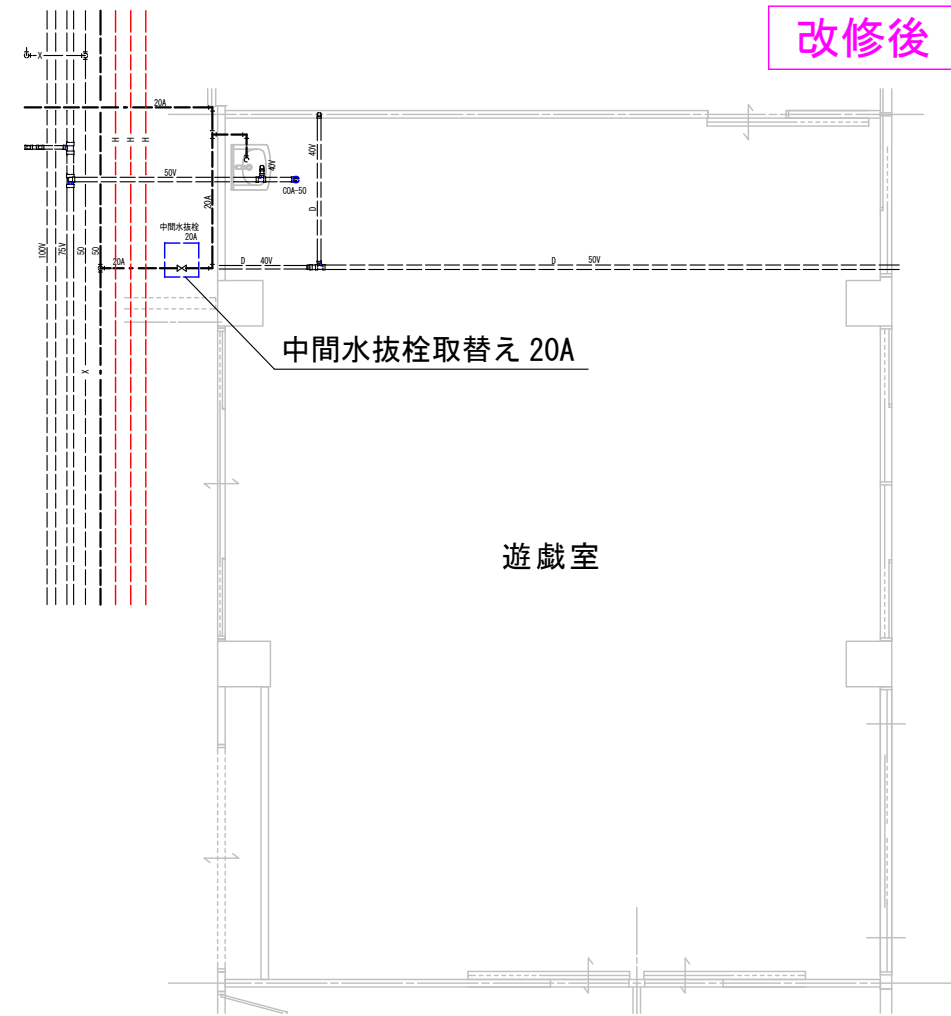 改修後
X
20A
H H H
40V
40V
50V
COA-50
20A
D
中間水抜栓
20A
100V
75V
50
50
20A
D 40V
D 50V
中間水抜栓取替え 20A
X
遊戯室